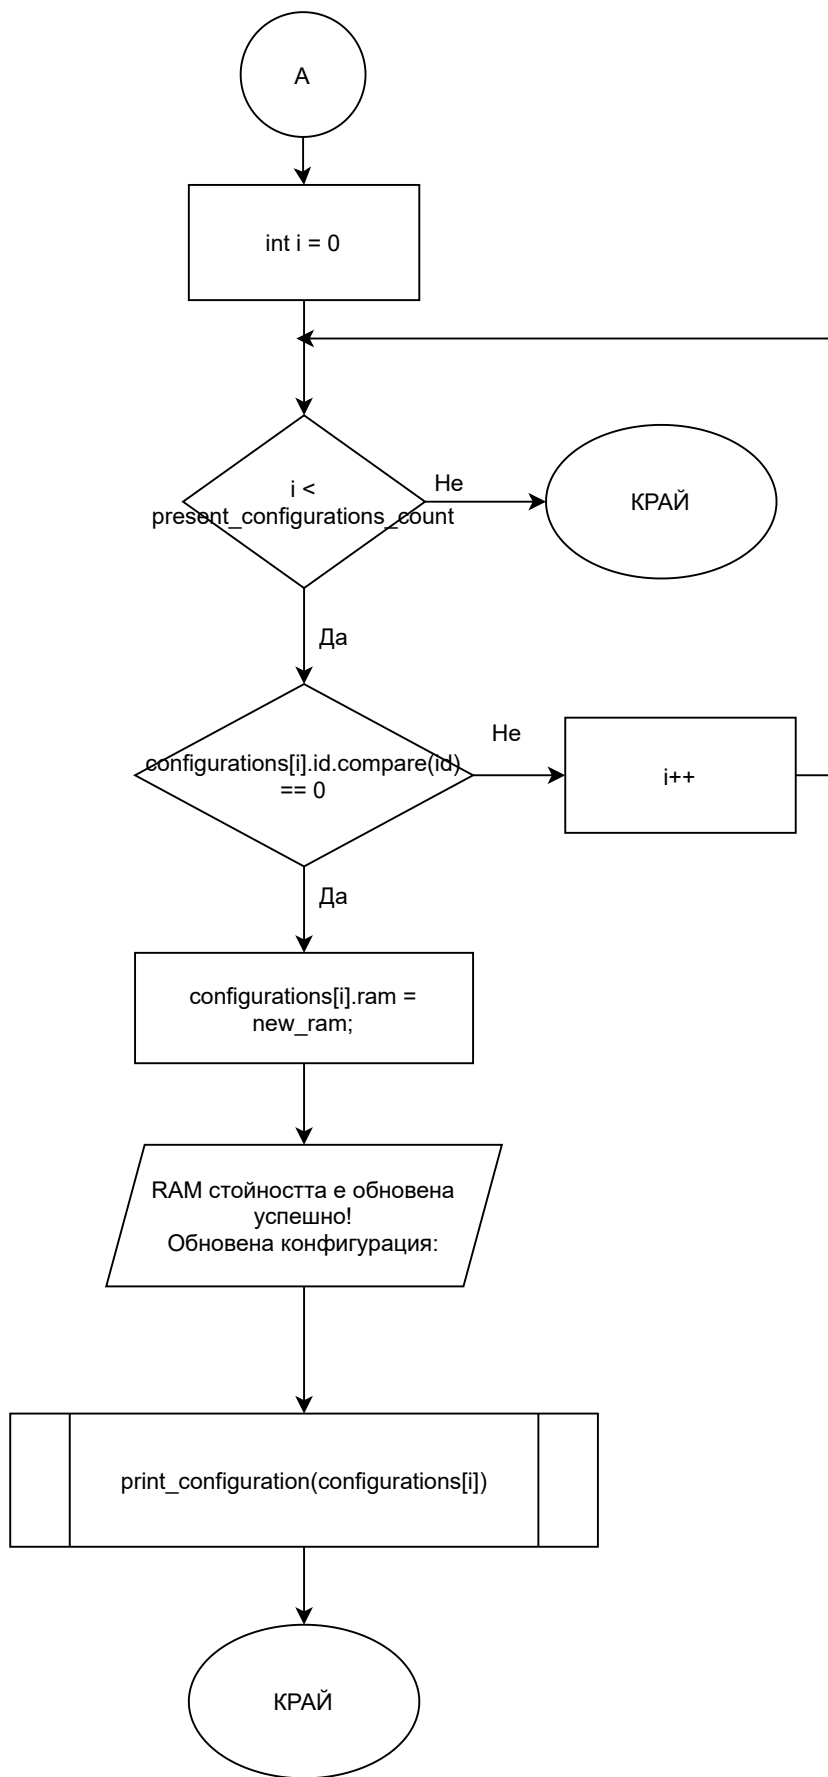 A
int i = 0
i <
present_configurations_count
Не
КРАЙ
Да
configurations[i].id.compare(id)
== 0
Не
i++
Да
configurations[i].ram =
new_ram;
RAM стойността е обновена
успешно!
Обновена конфигурация:
print_configuration(configurations[i])
КРАЙ